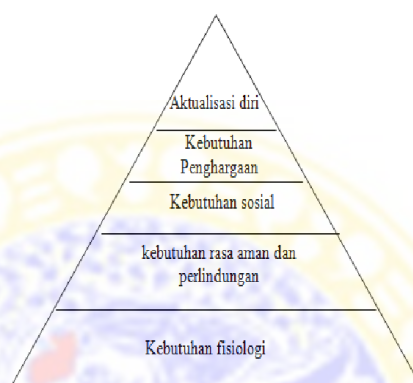 Aktualisasi diri
Kebutuhan
Penghargaan
Kebutuhan sosial
kebutuhan rasa aman dan
perlindungan
Kebutuhan fisiologi